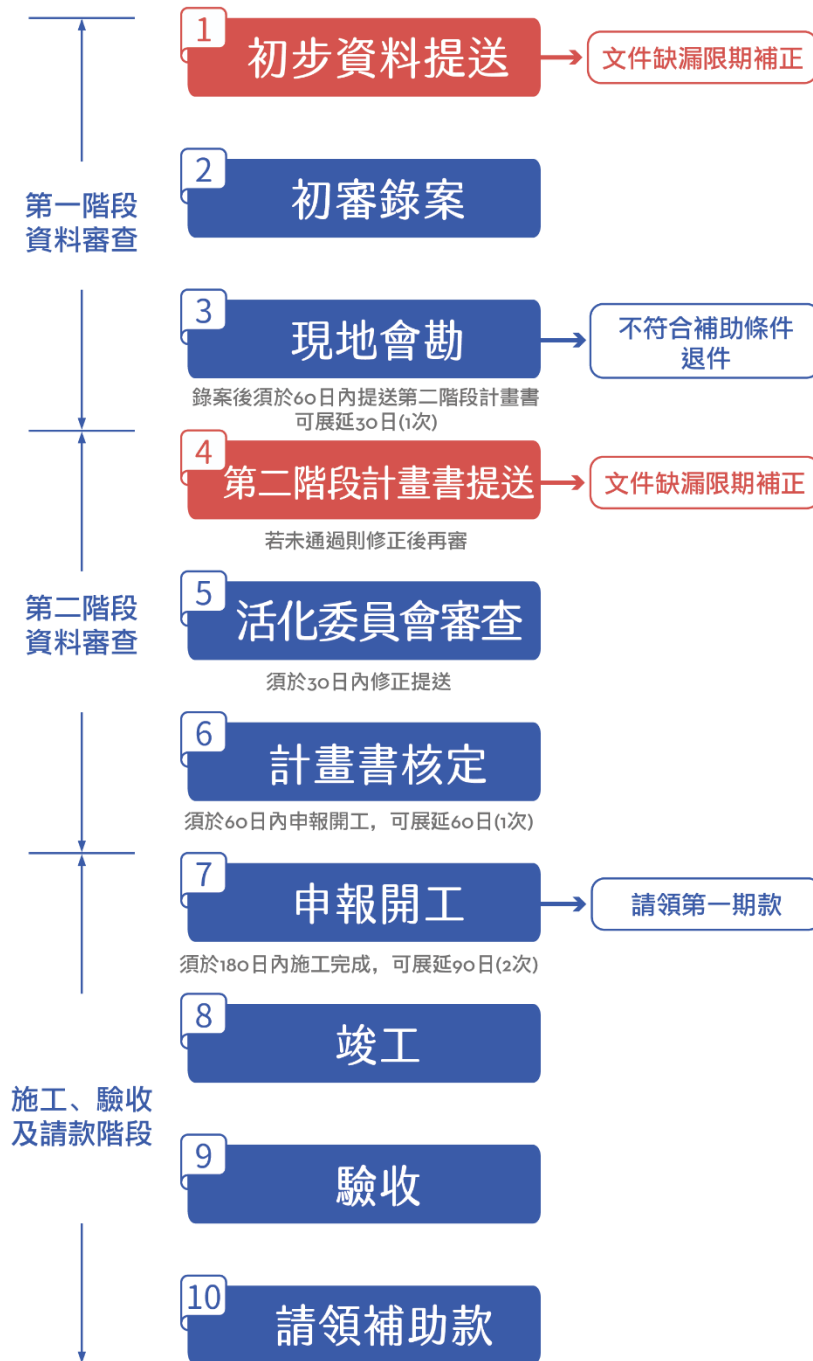 1
初步資料提送
文件缺漏限期補正
2
初審錄案
第一階段
資料審查
3
現地會勘
不符合補助條件
退件
錄案後須於60日內提送第二階段計畫書
可展延30日(1次)
4
第二階段計畫書提送
文件缺漏限期補正
若未通過則修正後再審
5
活化委員會審查
第二階段
資料審查
須於30日內修正提送
6
計畫書核定
須於60日內申報開工，可展延60日(1次)
7
申報開工
請領第一期款
須於180日內施工完成，可展延90日(2次)
8
竣工
施工、驗收
及請款階段
9
驗收
10
請領補助款